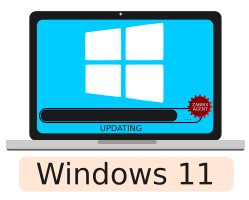 ZABBIX
AGENT
...
UPDATING
Windows 11